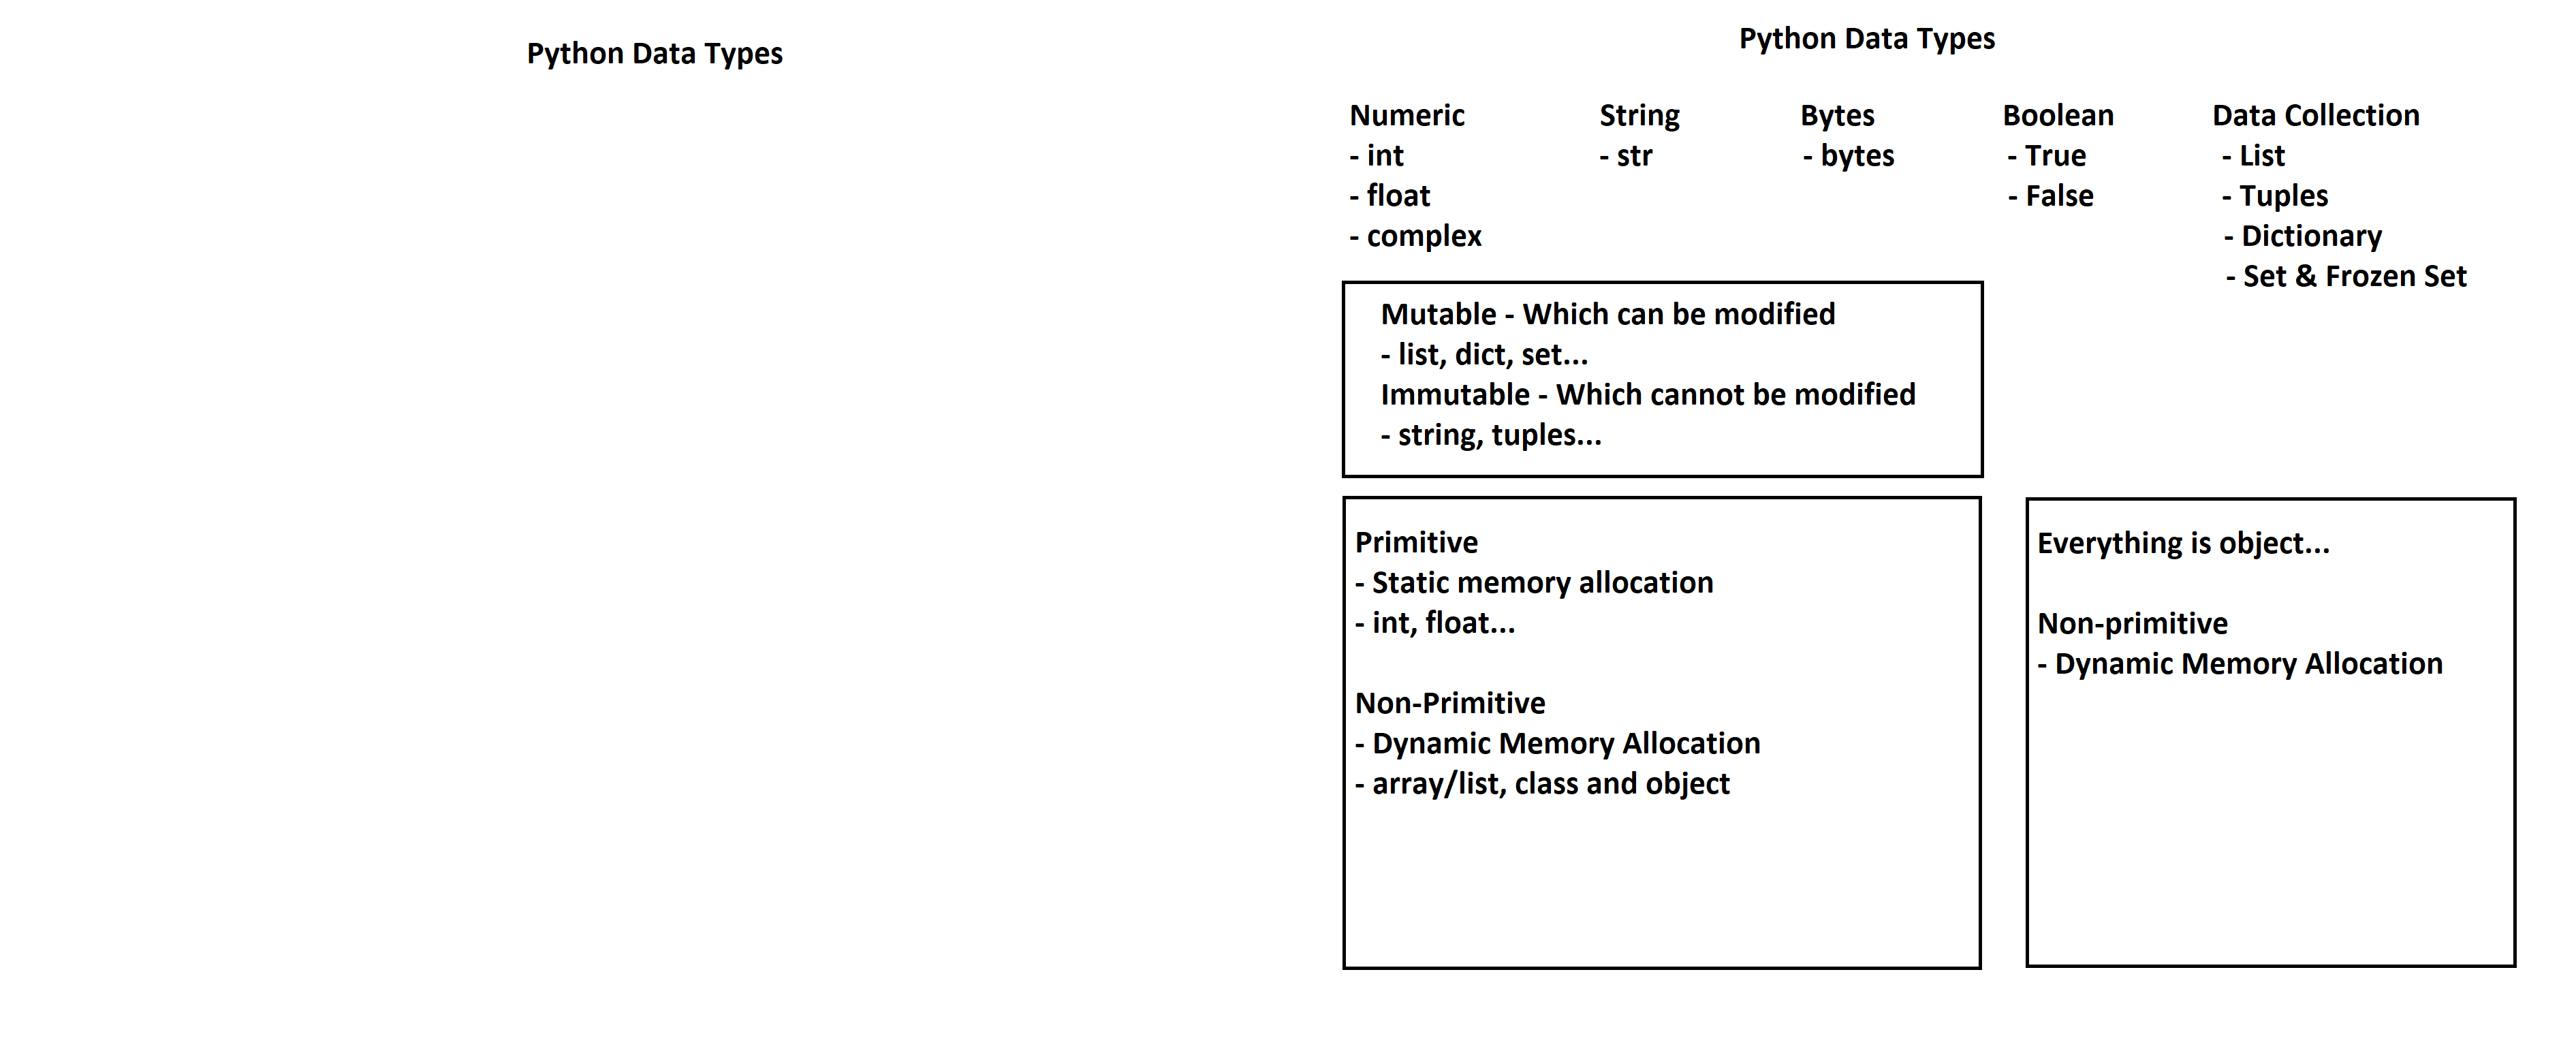 Python Data Types
Python Data Types
Numeric
- int
- float
- complex
String
- str
Bytes
- bytes
Boolean
- True
- False
Data Collection
- List
- Tuples
- Dictionary
- Set & Frozen Set
Mutable - Which can be modified
- list, dict, set...
Immutable - Which cannot be modified
- string, tuples...
Primitive
- Static memory allocation
- int, float...
Non-Primitive
- Dynamic Memory Allocation
- array/list, class and object
Everything is object...
Non-primitive
- Dynamic Memory Allocation